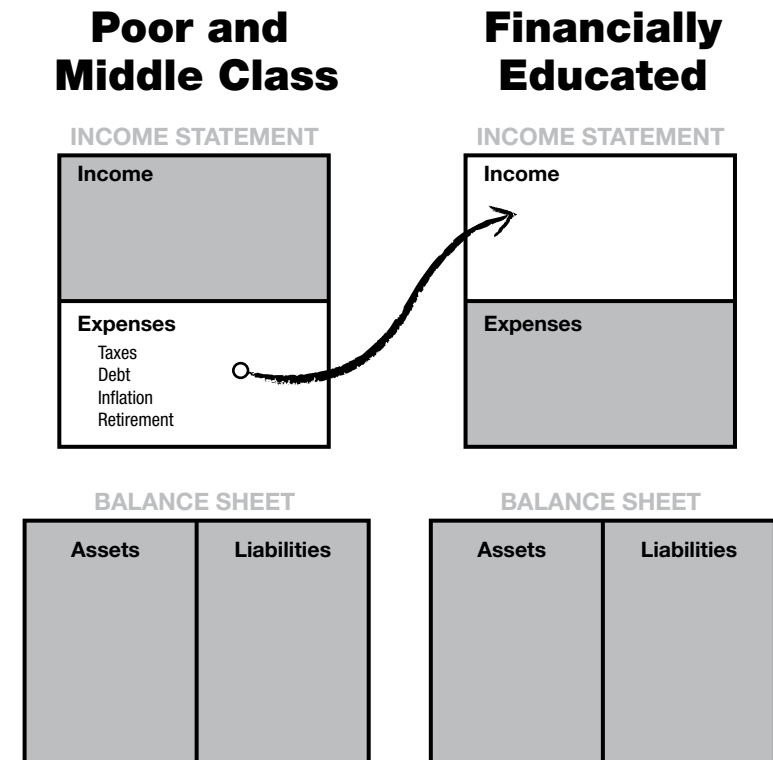 Poor and
Middle Class
Financially
Educated
INCOME STATEMENT
INCOME STATEMENT
Income
Income
Expenses
Taxes
Debt
Inflation
Retirement
Expenses
BALANCE SHEET
BALANCE SHEET
Assets
Liabilities
Assets
Liabilities